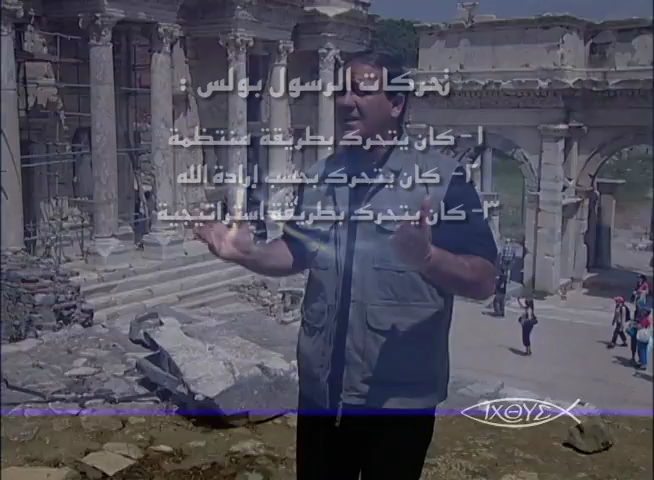 تحركات الرسول بولس :
١- كان يتحرك بطريقة منتظمة
٢- كان يتحرك بحسب إرادة الله
٣- كان يتحرك بطريقة استراتيجية
ΙΧΘΥΣ